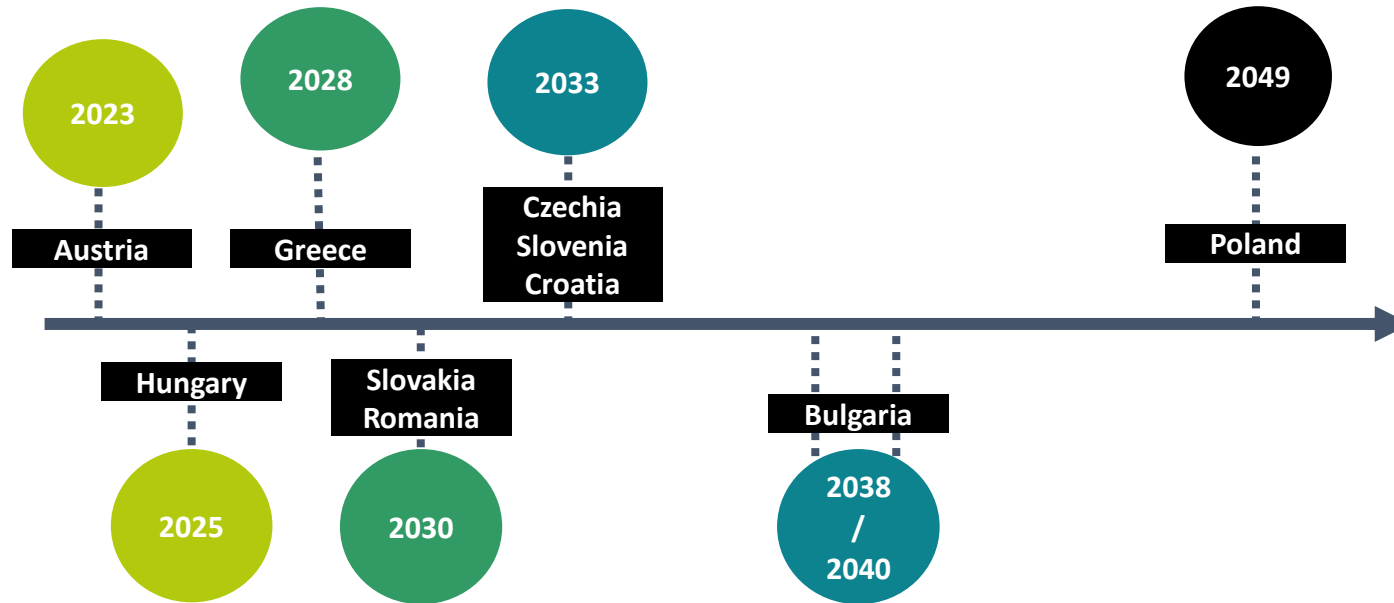 2023
2028
2033
2049
Austria
Greece
Czechia
Slovenia
Croatia
Poland
Hungary
Slovakia
Romania
Bulgaria
2025
2030
2038
/
2040